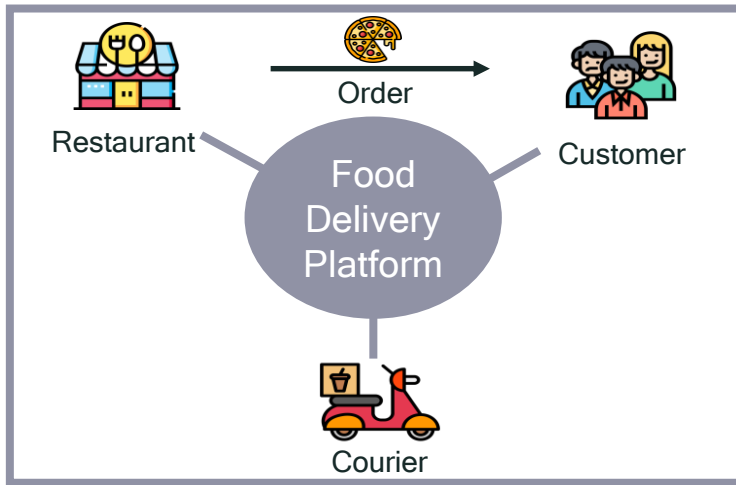 Order
Restaurant
Customer
Food
Delivery
Platform
Courier